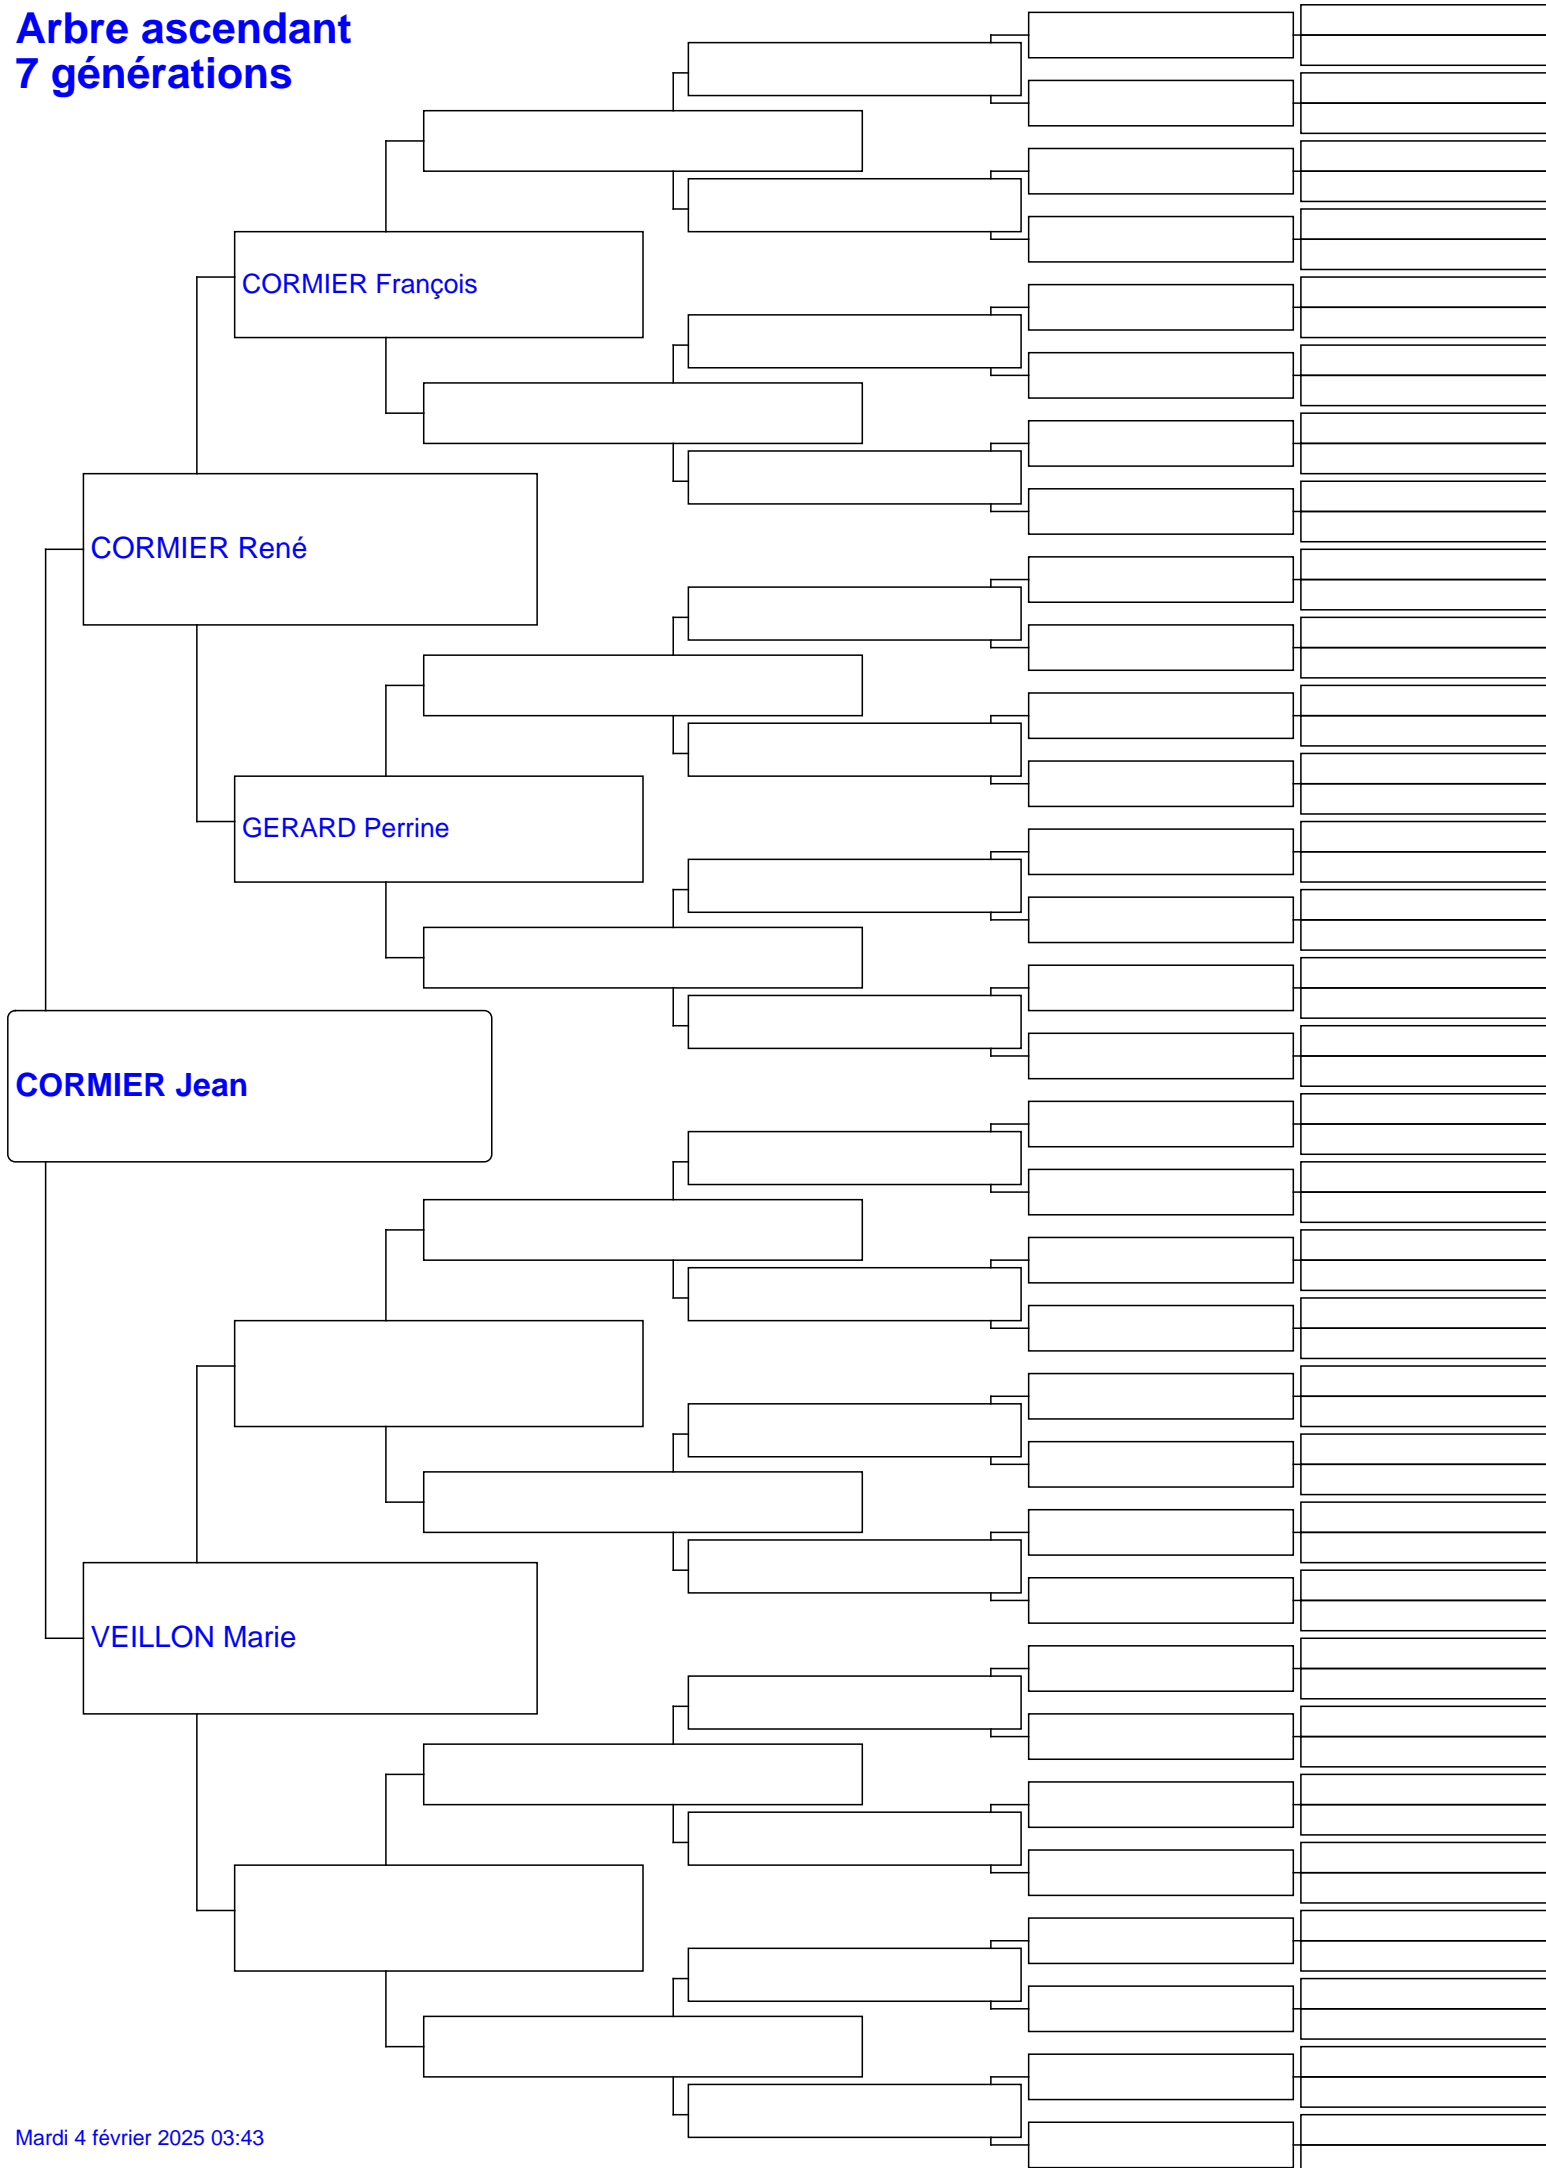 Arbre ascendant
7 générations
CORMIER François
CORMIER René
GERARD Perrine
CORMIER Jean
VEILLON Marie
Mardi 4 février 2025 03:43